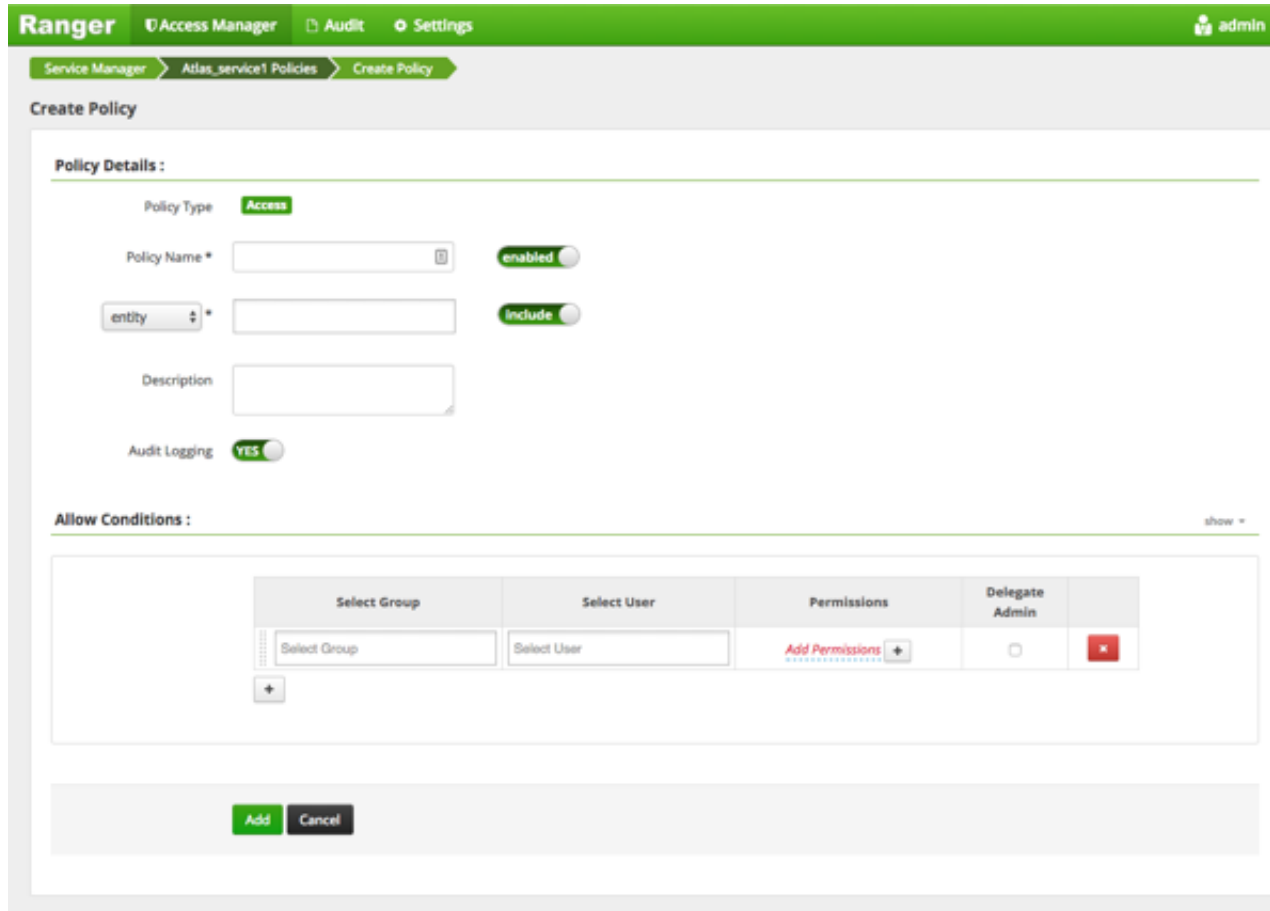 Ranger Access Manager Audit Settings admin
Service Manager Atlas_service1 Policies Create Policy
Create Policy
Policy Details :
Policy Type Access
Policy Name * enabled
entity * include
Description
Audit Logging YES
Allow Conditions : show
Select Group Select User Permissions Delegate Admin
Select Group Select User Add Permissions +
+
Add Cancel